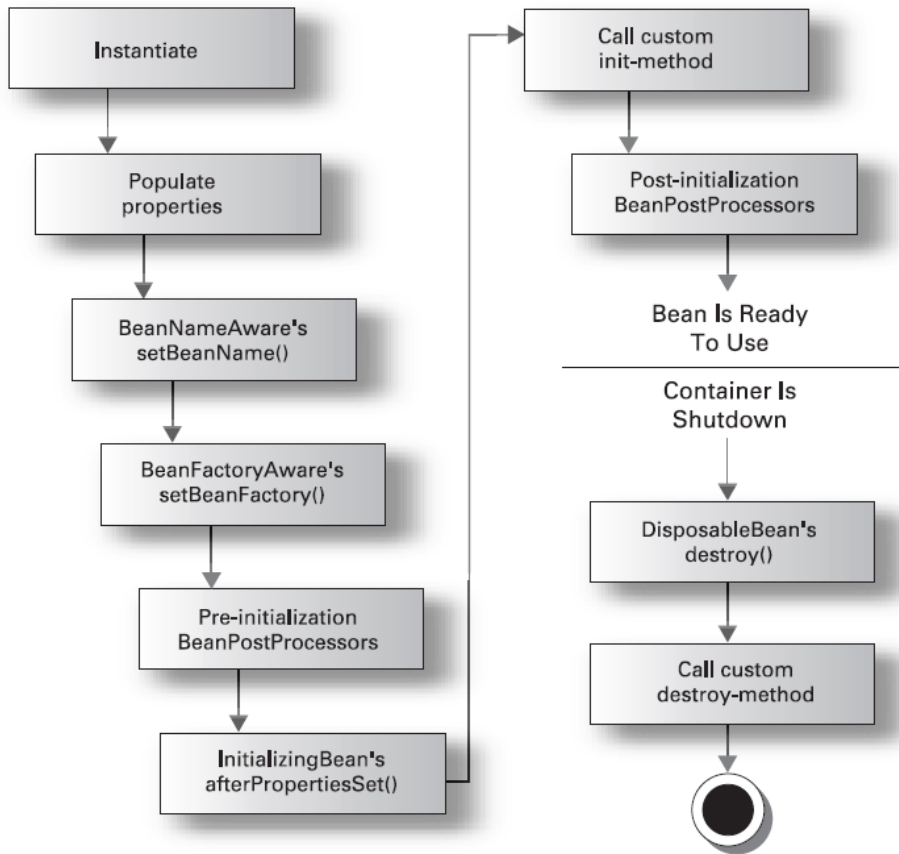 Instantiate
Populate
properties
BeanNameAware's
setBeanName()
BeanFactoryAware's
setBeanFactory()
Pre-initialization
BeanPostProcessors
InitializingBean's
afterPropertiesSet()
Call custom
init-method
Post-initialization
BeanPostProcessors
Bean Is Ready
To Use
Container Is
Shutdown
DisposableBean's
destroy()
Call custom
destroy-method